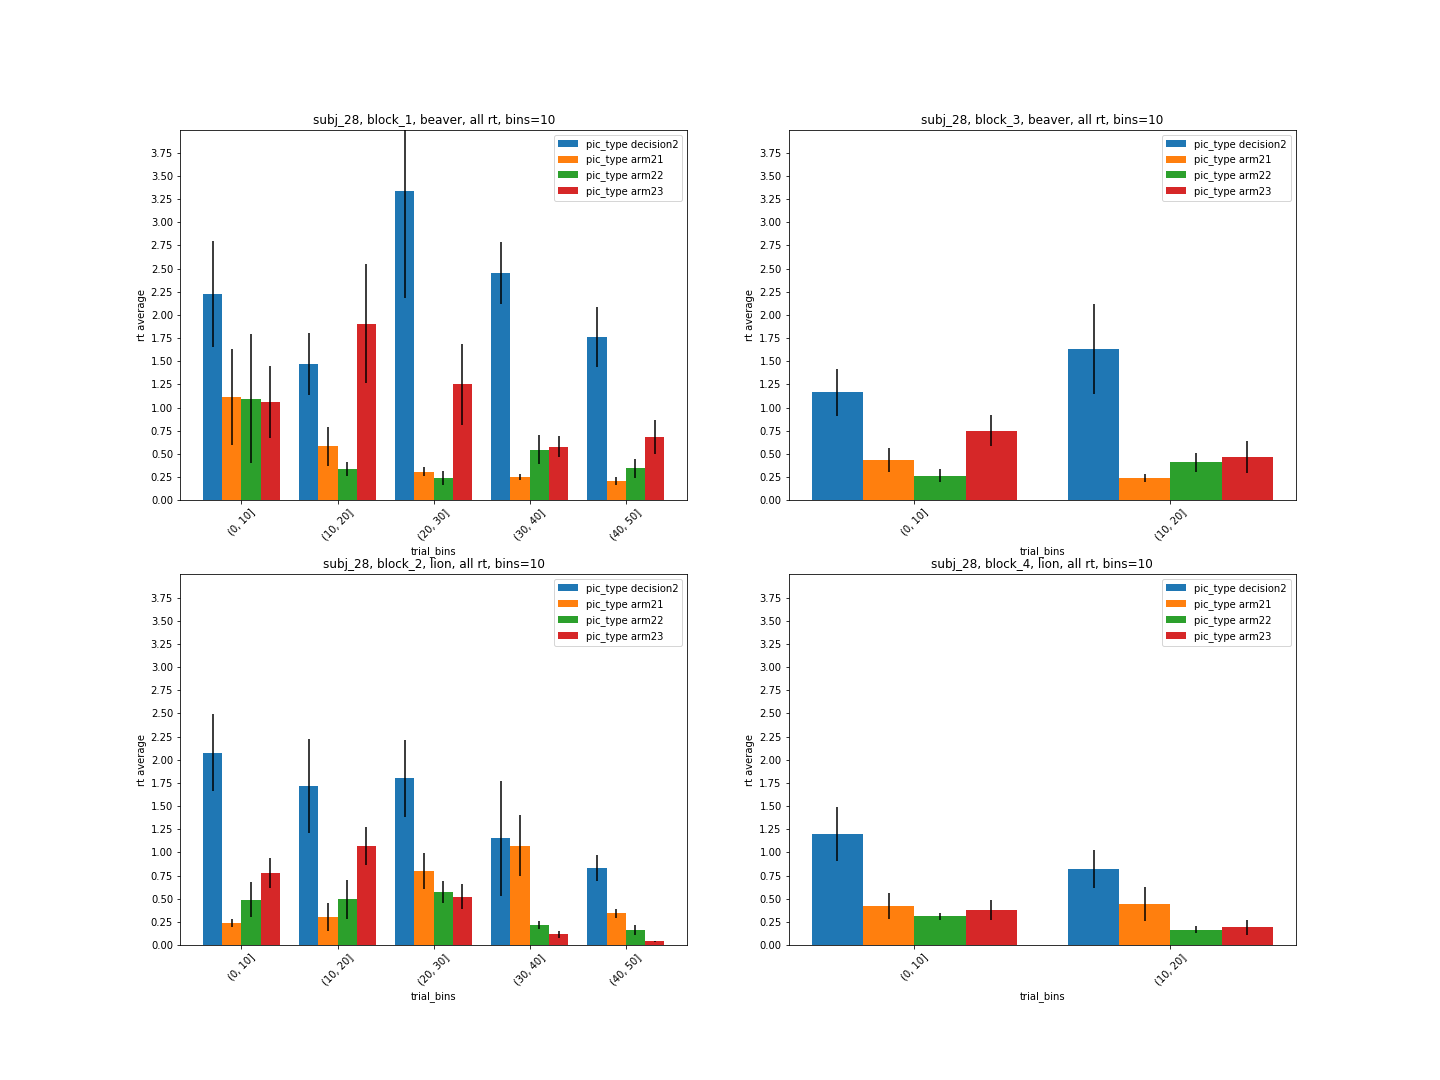 subj_28, block_1, beaver, all rt, bins=10
pic_type decision2
pic_type arm21
pic_type arm22
pic_type arm23
3.75
3.50
3.25
3.00
2.75
2.50
2.25
2.00
1.75
1.50
1.25
1.00
0.75
0.50
0.25
0.00
rt average
(0, 10]
(10, 20]
(20, 30]
(30, 40]
(40, 50]
trial_bins
subj_28, block_3, beaver, all rt, bins=10
pic_type decision2
pic_type arm21
pic_type arm22
pic_type arm23
3.75
3.50
3.25
3.00
2.75
2.50
2.25
2.00
1.75
1.50
1.25
1.00
0.75
0.50
0.25
0.00
rt average
(0, 10]
(10, 20]
trial_bins
subj_28, block_2, lion, all rt, bins=10
pic_type decision2
pic_type arm21
pic_type arm22
pic_type arm23
3.75
3.50
3.25
3.00
2.75
2.50
2.25
2.00
1.75
1.50
1.25
1.00
0.75
0.50
0.25
0.00
rt average
(0, 10]
(10, 20]
(20, 30]
(30, 40]
(40, 50]
trial_bins
subj_28, block_4, lion, all rt, bins=10
pic_type decision2
pic_type arm21
pic_type arm22
pic_type arm23
3.75
3.50
3.25
3.00
2.75
2.50
2.25
2.00
1.75
1.50
1.25
1.00
0.75
0.50
0.25
0.00
rt average
(0, 10]
(10, 20]
trial_bins